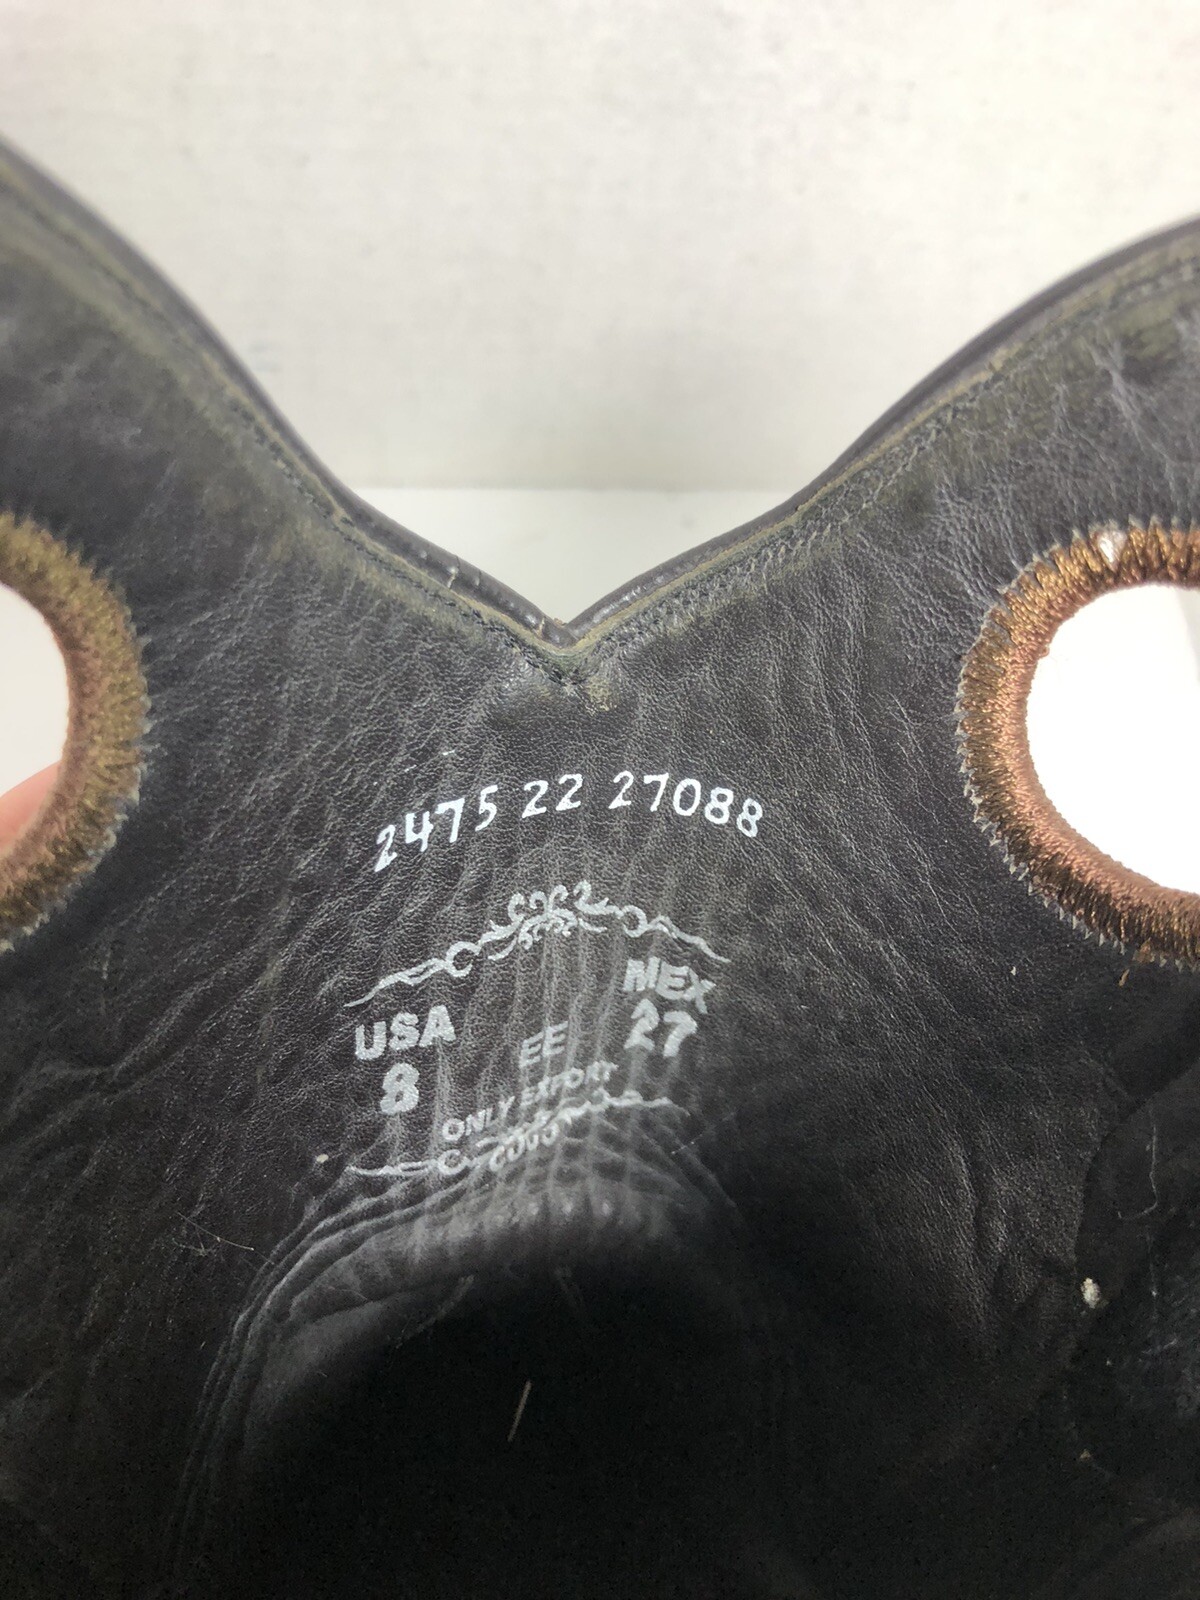 2475 22 27088
USA MEX
8 EE 27
ONLY EXPORT